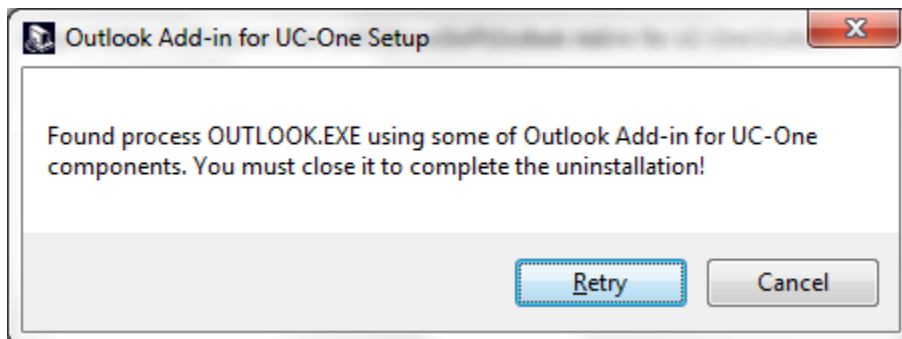 Outlook Add-in for UC-One Setup
Found process OUTLOOK.EXE using some of Outlook Add-in for UC-One
components. You must close it to complete the uninstallation!
Retry
Cancel